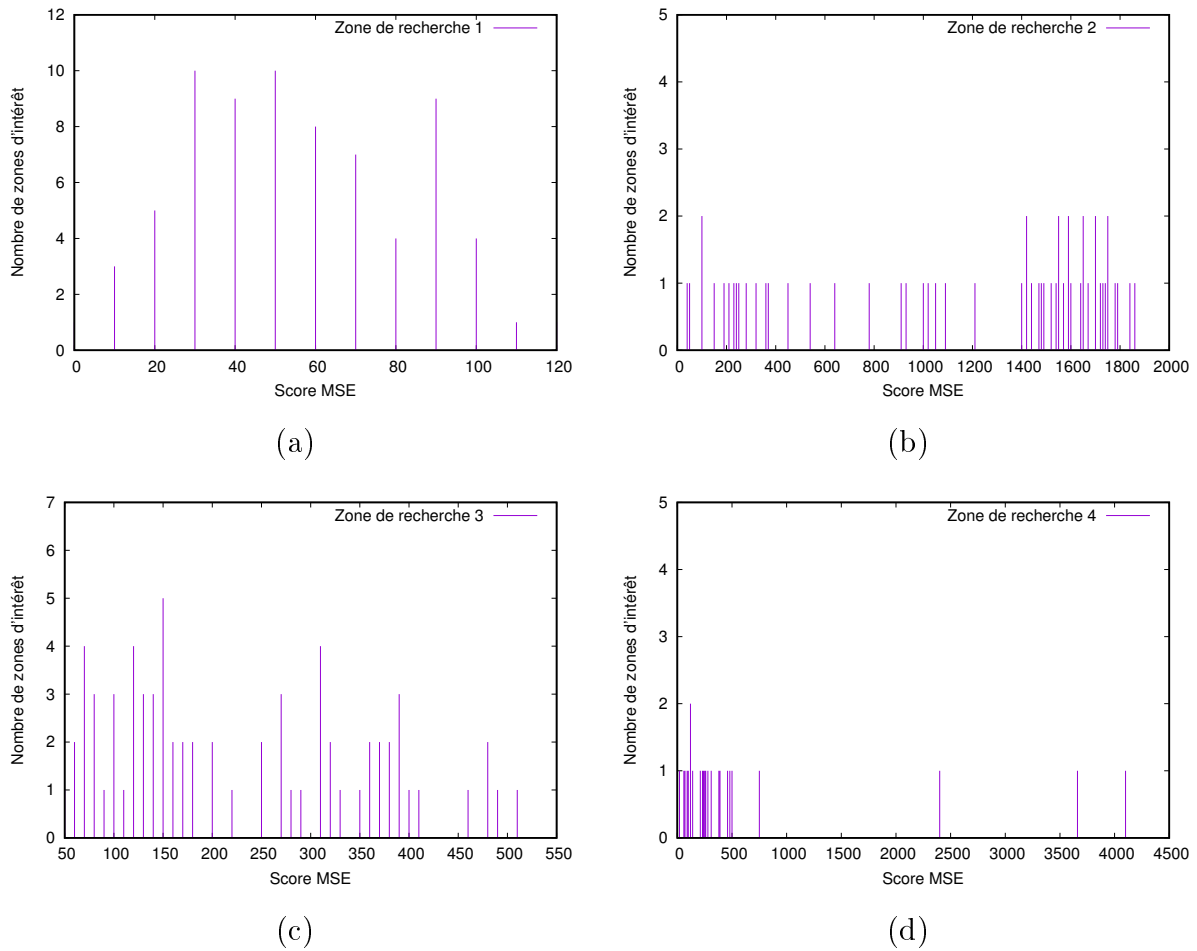 Zone de recherche 1
12
10
8
6
4
2
0
Nombre de zones d'intérêt
0 20 40 60 80 100 120
Score MSE
(a)
Zone de recherche 2
5
4
3
2
1
0
Nombre de zones d'intérêt
0 200 400 600 800 1000 1200 1400 1600 1800 2000
Score MSE
(b)
Zone de recherche 3
7
6
5
4
3
2
1
0
Nombre de zones d'intérêt
50 100 150 200 250 300 350 400 450 500 550
Score MSE
(c)
Zone de recherche 4
5
4
3
2
1
0
Nombre de zones d'intérêt
0 500 1000 1500 2000 2500 3000 3500 4000 4500
Score MSE
(d)